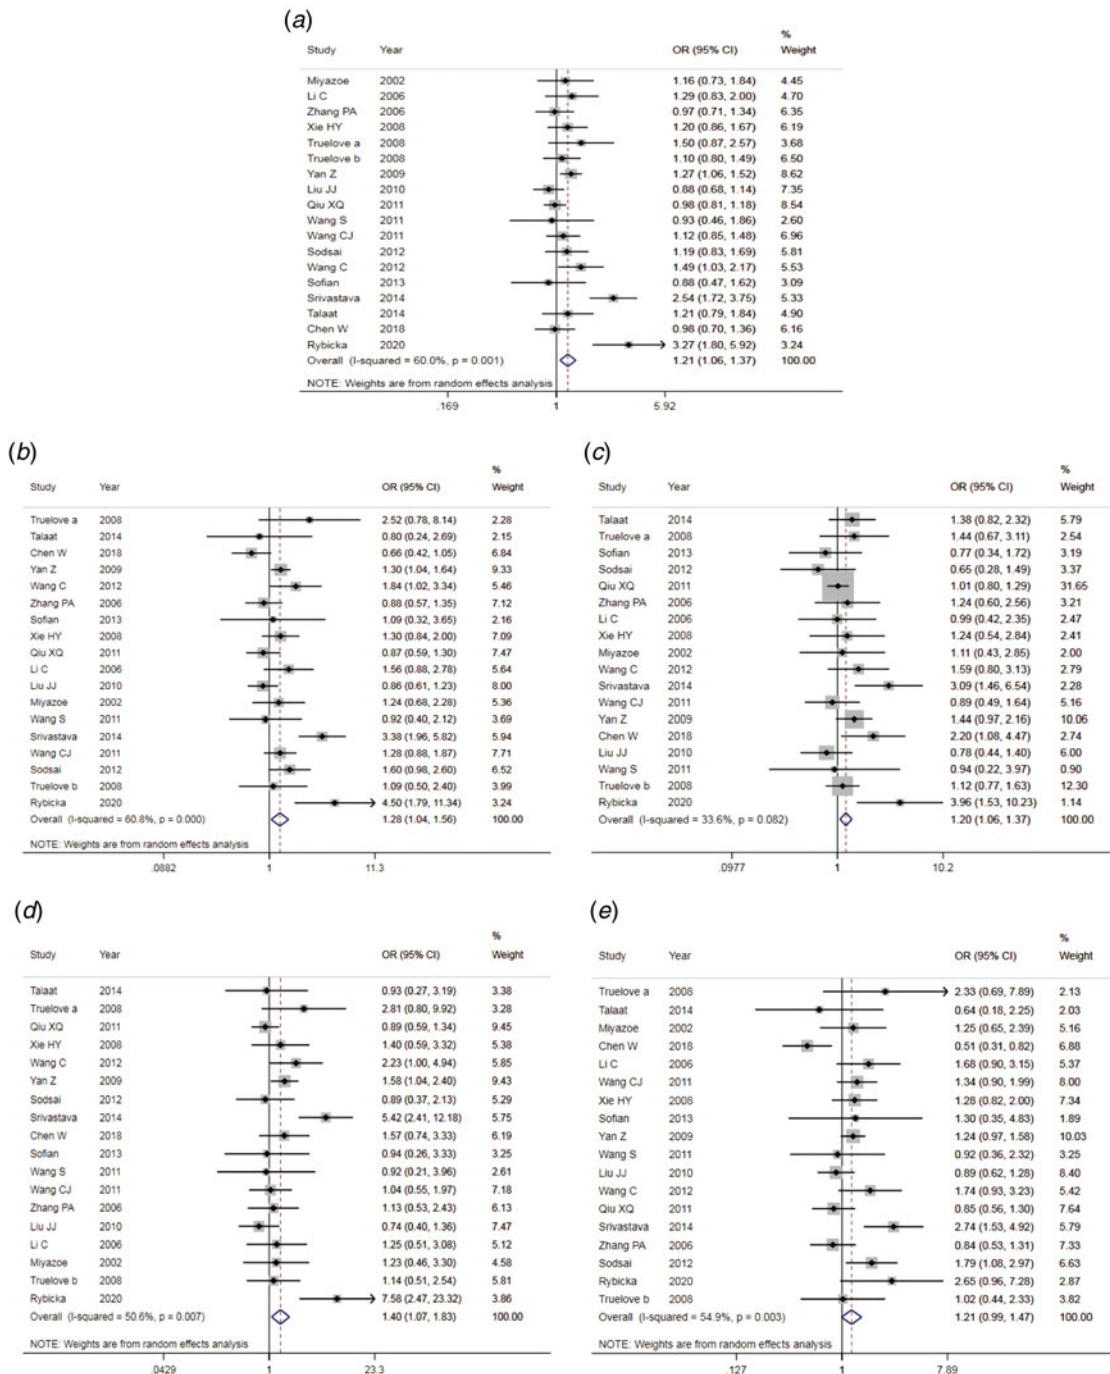 (a)
%
Study Year OR (95% CI) Weight
Miyazoe 2002 1.16 (0.73, 1.84) 4.45
Li C 2006 1.29 (0.83, 2.00) 4.70
Zhang PA 2006 0.97 (0.71, 1.34) 6.35
Xie HY 2008 1.20 (0.86, 1.67) 6.19
Truelove a 2008 1.50 (0.87, 2.57) 3.68
Truelove b 2008 1.10 (0.80, 1.49) 6.50
Yan Z 2009 1.27 (1.06, 1.52) 8.62
Liu JJ 2010 0.88 (0.68, 1.14) 7.35
Qiu XQ 2011 0.98 (0.81, 1.18) 8.54
Wang S 2011 0.93 (0.46, 1.86) 2.60
Wang CJ 2011 1.12 (0.85, 1.48) 6.96
Sodsai 2012 1.19 (0.83, 1.69) 5.81
Wang C 2012 1.49 (1.03, 2.17) 5.53
Sofian 2013 0.88 (0.47, 1.62) 3.09
Srivastava 2014 2.54 (1.72, 3.75) 5.33
Talaat 2014 1.21 (0.79, 1.84) 4.90
Chen W 2018 0.98 (0.70, 1.36) 6.16
Rybicka 2020 3.27 (1.80, 5.92) 3.24
Overall (I-squared = 60.0%, p = 0.001) 1.21 (1.06, 1.37) 100.00
NOTE: Weights are from random effects analysis
.169 1 5.92
(b)
%
Study Year OR (95% CI) Weight
Truelove a 2008 2.52 (0.78, 8.14) 2.28
Talaat 2014 0.80 (0.24, 2.69) 2.15
Chen W 2018 0.66 (0.42, 1.05) 6.84
Yan Z 2009 1.30 (1.04, 1.64) 9.33
Wang C 2012 1.84 (1.02, 3.34) 5.46
Zhang PA 2006 0.88 (0.57, 1.35) 7.12
Sofian 2013 1.09 (0.32, 3.65) 2.16
Xie HY 2008 1.30 (0.84, 2.00) 7.09
Qiu XQ 2011 0.87 (0.59, 1.30) 7.47
Li C 2006 1.56 (0.88, 2.78) 5.64
Liu JJ 2010 0.86 (0.61, 1.23) 8.00
Miyazoe 2002 1.24 (0.68, 2.28) 5.36
Wang S 2011 0.92 (0.40, 2.12) 3.69
Srivastava 2014 3.38 (1.96, 5.82) 5.94
Wang CJ 2011 1.28 (0.88, 1.87) 7.71
Sodsai 2012 1.60 (0.98, 2.60) 6.52
Truelove b 2008 1.09 (0.50, 2.40) 3.99
Rybicka 2020 4.50 (1.79, 11.34) 3.24
Overall (I-squared = 60.8%, p = 0.000) 1.28 (1.04, 1.56) 100.00
NOTE: Weights are from random effects analysis
.0882 1 11.3
(c)
%
Study Year OR (95% CI) Weight
Talaat 2014 1.38 (0.82, 2.32) 5.79
Truelove a 2008 1.44 (0.67, 3.11) 2.54
Sofian 2013 0.77 (0.34, 1.72) 3.19
Sodsai 2012 0.65 (0.28, 1.49) 3.37
Qiu XQ 2011 1.01 (0.80, 1.29) 31.65
Zhang PA 2006 1.24 (0.60, 2.56) 3.21
Li C 2006 0.99 (0.42, 2.35) 2.47
Xie HY 2008 1.24 (0.54, 2.84) 2.41
Miyazoe 2002 1.11 (0.43, 2.85) 2.00
Wang C 2012 1.59 (0.80, 3.13) 2.79
Srivastava 2014 3.09 (1.46, 6.54) 2.28
Wang CJ 2011 0.89 (0.49, 1.64) 5.16
Yan Z 2009 1.44 (0.97, 2.16) 10.06
Chen W 2018 2.20 (1.08, 4.47) 2.74
Liu JJ 2010 0.78 (0.44, 1.40) 6.00
Wang S 2011 0.94 (0.22, 3.97) 0.90
Truelove b 2008 1.12 (0.77, 1.63) 12.30
Rybicka 2020 3.96 (1.53, 10.23) 1.14
Overall (I-squared = 33.6%, p = 0.082) 1.20 (1.06, 1.37) 100.00
.0977 1 10.2
(d)
%
Study Year OR (95% CI) Weight
Talaat 2014 0.93 (0.27, 3.19) 3.38
Truelove a 2008 2.81 (0.80, 9.92) 3.28
Qiu XQ 2011 0.89 (0.59, 1.34) 9.45
Xie HY 2008 1.40 (0.59, 3.32) 5.38
Wang C 2012 2.23 (1.00, 4.94) 5.85
Yan Z 2009 1.58 (1.04, 2.40) 9.43
Sodsai 2012 0.89 (0.37, 2.13) 5.29
Srivastava 2014 5.42 (2.41, 12.18) 5.75
Chen W 2018 1.57 (0.74, 3.33) 6.19
Sofian 2013 0.94 (0.26, 3.33) 3.25
Wang S 2011 0.92 (0.21, 3.96) 2.61
Wang CJ 2011 1.04 (0.55, 1.97) 7.18
Zhang PA 2006 1.13 (0.53, 2.43) 6.13
Liu JJ 2010 0.74 (0.40, 1.36) 7.47
Li C 2006 1.25 (0.51, 3.08) 5.12
Miyazoe 2002 1.23 (0.46, 3.30) 4.58
Truelove b 2008 1.14 (0.51, 2.54) 5.81
Rybicka 2020 7.58 (2.47, 23.32) 3.86
Overall (I-squared = 50.6%, p = 0.007) 1.40 (1.07, 1.83) 100.00
NOTE: Weights are from random effects analysis
.0429 1 23.3
(e)
%
Study Year OR (95% CI) Weight
Truelove a 2008 2.33 (0.69, 7.89) 2.13
Talaat 2014 0.64 (0.18, 2.25) 2.03
Miyazoe 2002 1.25 (0.65, 2.39) 5.16
Chen W 2018 0.51 (0.31, 0.82) 6.88
Li C 2006 1.68 (0.90, 3.15) 5.37
Wang CJ 2011 1.34 (0.90, 1.99) 8.00
Xie HY 2008 1.28 (0.82, 2.00) 7.34
Sofian 2013 1.30 (0.35, 4.83) 1.89
Yan Z 2009 1.24 (0.97, 1.58) 10.03
Wang S 2011 0.92 (0.36, 2.32) 3.25
Liu JJ 2010 0.89 (0.62, 1.28) 8.40
Wang C 2012 1.74 (0.93, 3.23) 5.42
Qiu XQ 2011 0.85 (0.56, 1.30) 7.64
Srivastava 2014 2.74 (1.53, 4.92) 5.79
Zhang PA 2006 0.84 (0.53, 1.31) 7.33
Sodsai 2012 1.79 (1.08, 2.97) 6.63
Rybicka 2020 2.65 (0.96, 7.28) 2.87
Truelove b 2008 1.02 (0.44, 2.33) 3.82
Overall (I-squared = 54.9%, p = 0.003) 1.21 (0.99, 1.47) 100.00
NOTE: Weights are from random effects analysis
.127 1 7.89